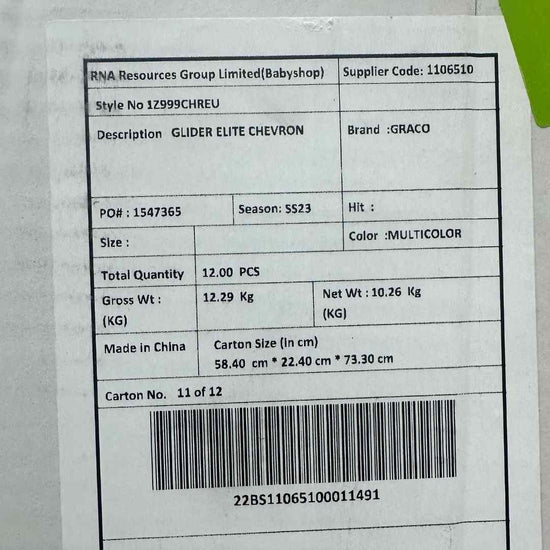 RNA Resources Group Limited(Babyshop) Supplier Code: 1106510
Style No 1Z999CHREU
Description GLIDER ELITE CHEVRON Brand :GRACO
PO# : 1547365 Season: SS23 Hit :
Size : Color :MULTICOLOR
Total Quantity 12.00 PCS
Gross Wt : 12.29 Kg Net Wt : 10.26 Kg
(KG) (KG)
Made in China Carton Size (In cm)
58.40 cm * 22.40 cm * 73.30 cm
Carton No. 11 of 12
22BS11065100011491